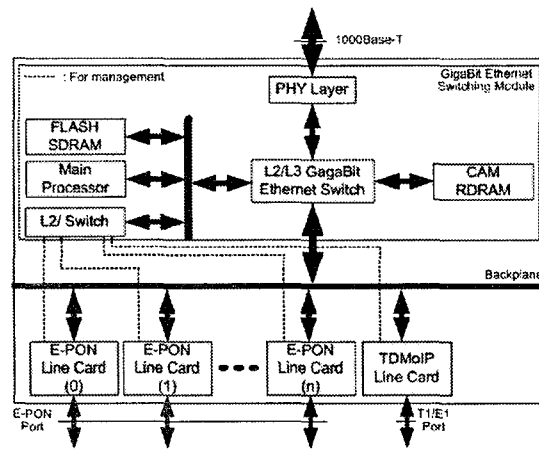 1000Base-T
: For management
GigaBit Ethernet
Switching Module
PHY Layer
FLASH
SDRAM
Main
Processor
L2/ Switch
L2/L3 GagaBit
Ethernet Switch
CAM
RDRAM
Backplane
E-PON
Line Card
(0)
E-PON
Line Card
(1)
E-PON
Line Card
(n)
TDMoIP
Line Card
E-PON
Port
T1/E1
Port